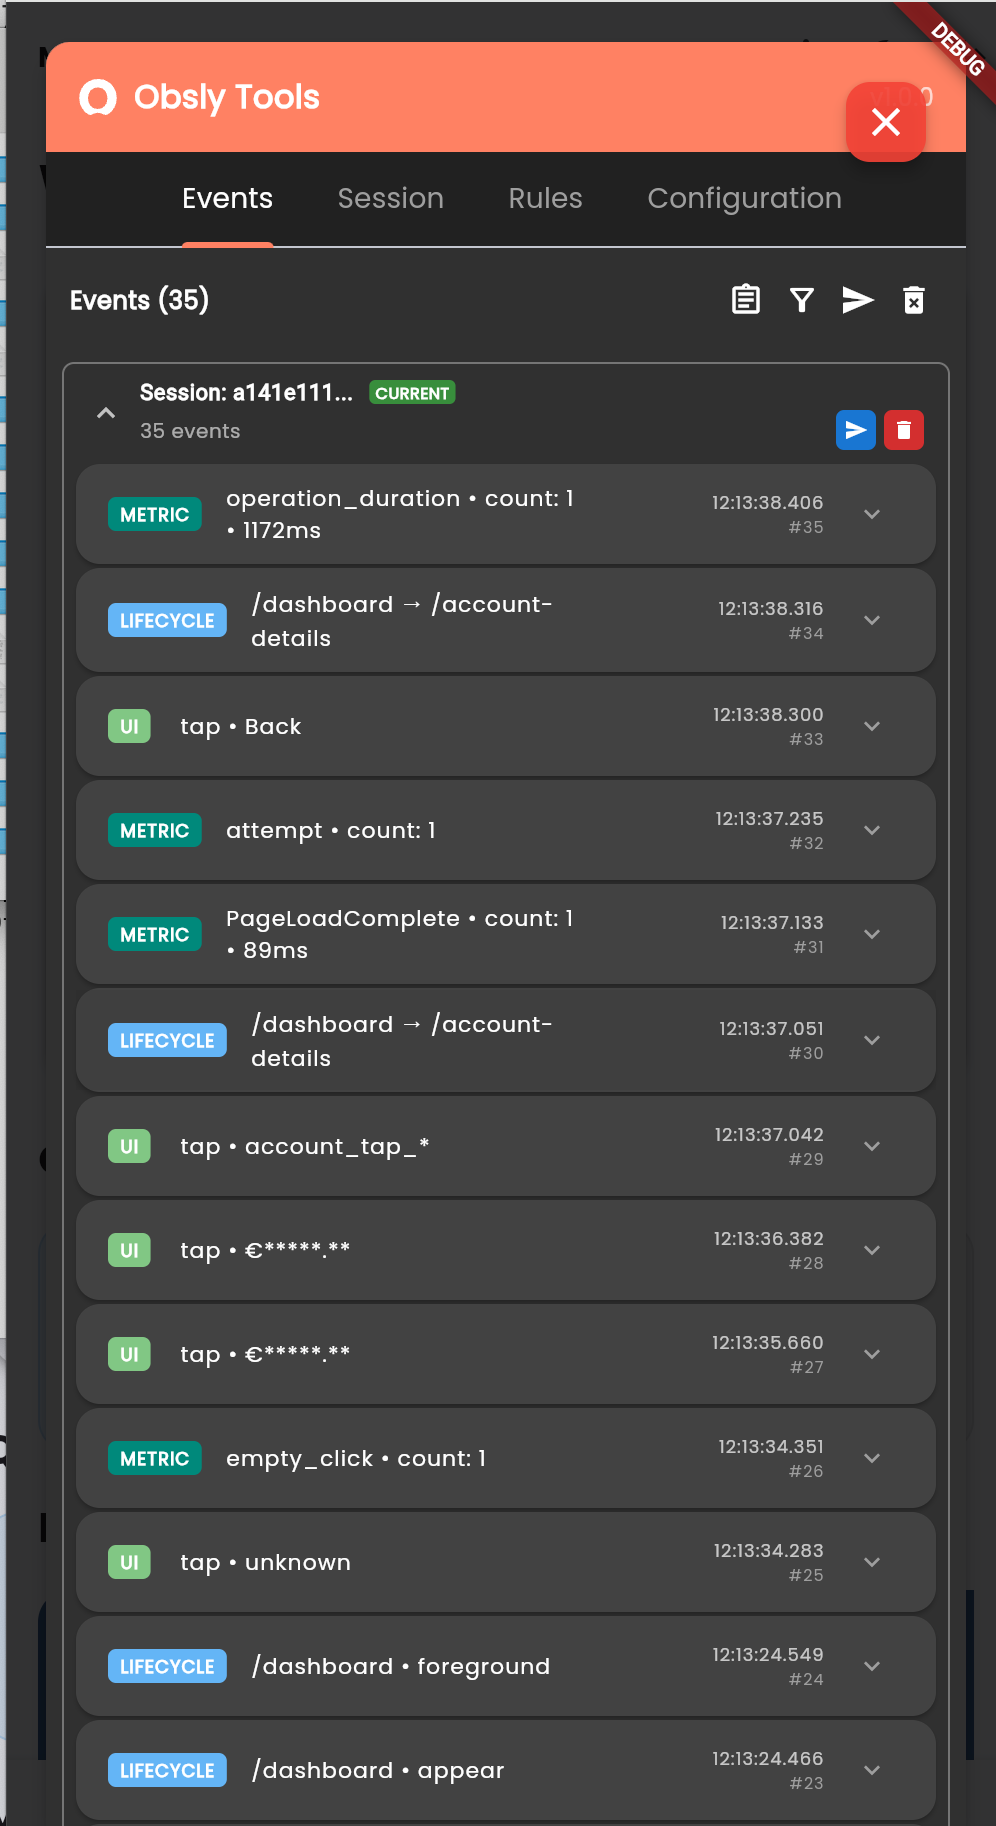 DEBUG
Obsly Tools
v1.0.0
Events Session Rules Configuration
Events (35)
Session: a141e111... CURRENT
35 events
METRIC operation_duration • count: 1 12:13:38.406
• 1172ms #35
LIFECYCLE /dashboard → /account- 12:13:38.316
details #34
UI tap • Back 12:13:38.300
#33
METRIC attempt • count: 1 12:13:37.235
#32
METRIC PageLoadComplete • count: 1 12:13:37.133
• 89ms #31
LIFECYCLE /dashboard → /account- 12:13:37.051
details #30
UI tap • account_tap_* 12:13:37.042
#29
UI tap • €*****.** 12:13:36.382
#28
UI tap • €*****.** 12:13:35.660
#27
METRIC empty_click • count: 1 12:13:34.351
#26
UI tap • unknown 12:13:34.283
#25
LIFECYCLE /dashboard • foreground 12:13:24.549
#24
LIFECYCLE /dashboard • appear 12:13:24.466
#23